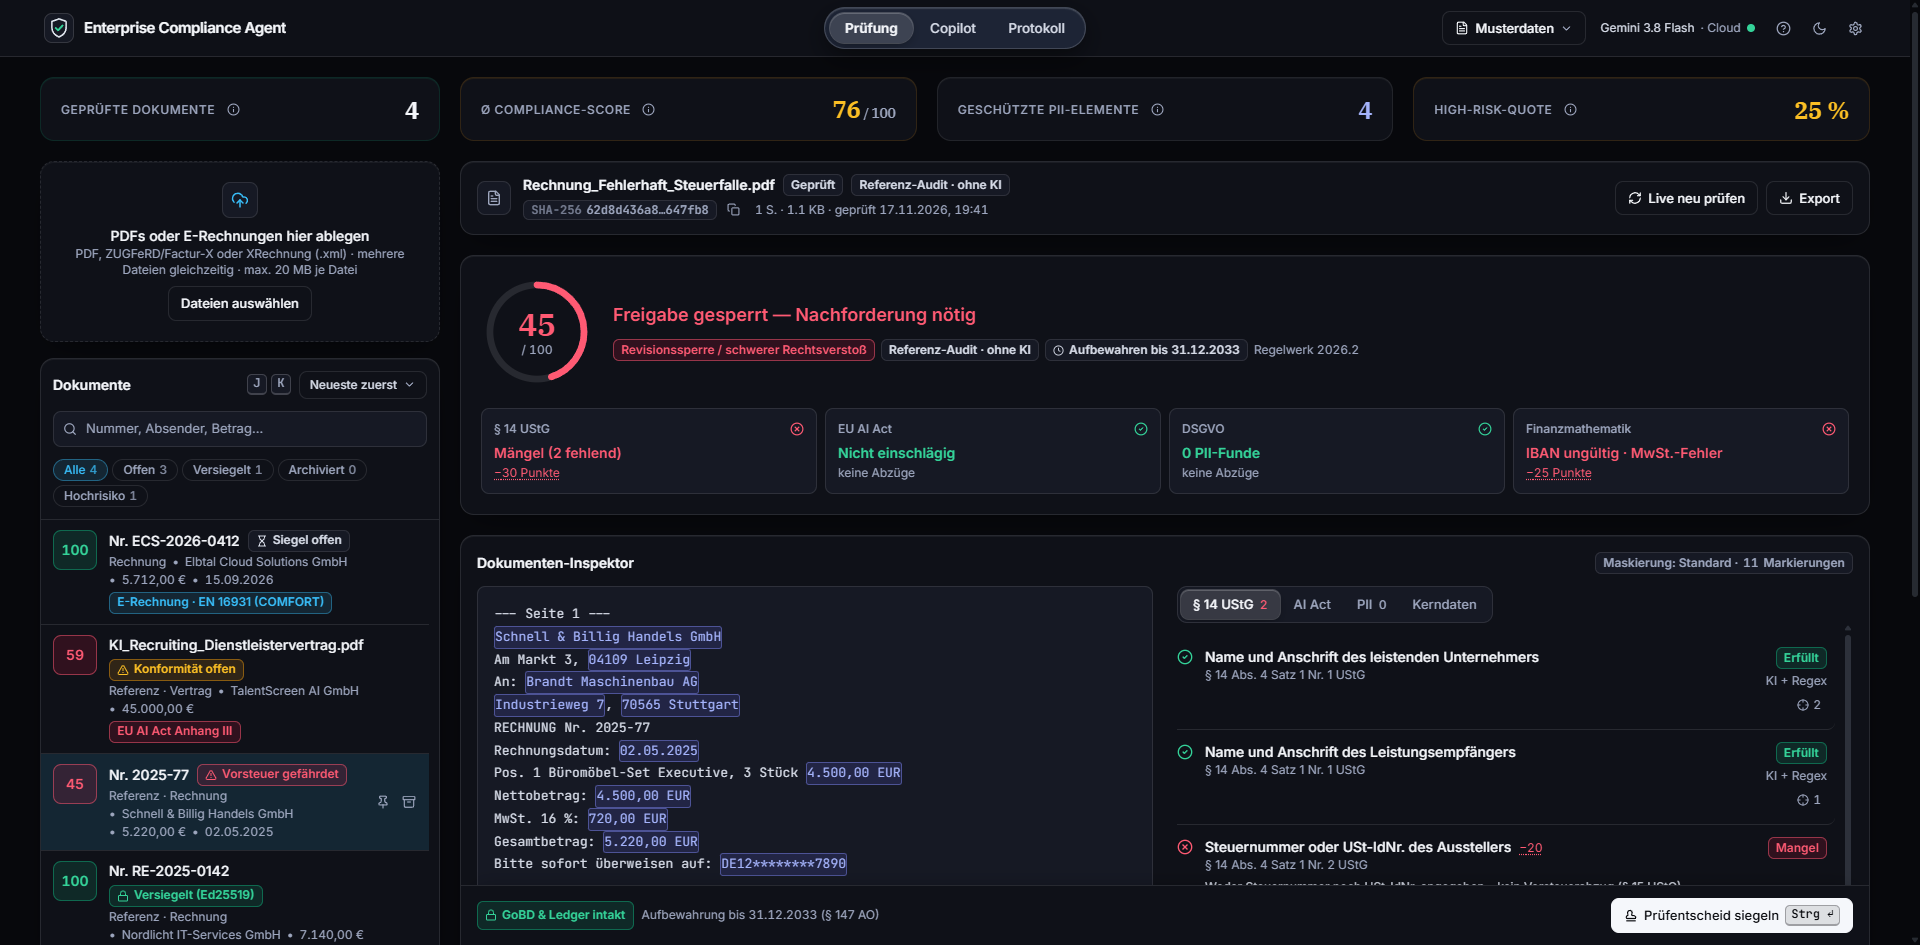 Enterprise Compliance Agent
Prüfung
Copilot
Protokoll
Musterdaten
Gemini 3.8 Flash · Cloud
GEPRÜFTE DOKUMENTE
4
Ø COMPLIANCE-SCORE
76 / 100
GESCHÜTZTE PII-ELEMENTE
4
HIGH-RISK-QUOTE
25 %
PDFs oder E-Rechnungen hier ablegen
PDF, ZUGFeRD/Factur-X oder XRechnung (.xml) · mehrere
Dateien gleichzeitig · max. 20 MB je Datei
Dateien auswählen
Dokumente
J K
Neueste zuerst
Nummer, Absender, Betrag...
Alle 4
Offen 3
Versiegelt 1
Archiviert 0
Hochrisiko 1
100
Nr. ECS-2026-0412
Siegel offen
Rechnung • Elbtal Cloud Solutions GmbH
• 5.712,00 € • 15.09.2026
E-Rechnung · EN 16931 (COMFORT)
59
KI_Recruiting_Dienstleistervertrag.pdf
Konformität offen
Referenz · Vertrag • TalentScreen AI GmbH
• 45.000,00 €
EU AI Act Anhang III
45
Nr. 2025-77
Vorsteuer gefährdet
Referenz · Rechnung
• Schnell & Billig Handels GmbH
• 5.220,00 € • 02.05.2025
100
Nr. RE-2025-0142
Versiegelt (Ed25519)
Referenz · Rechnung
• Nordlicht IT-Services GmbH • 7.140,00 €
Rechnung_Fehlerhaft_Steuerfalle.pdf
Geprüft
Referenz-Audit · ohne KI
SHA-256 62d8d436a8…647fb8
1 S. · 1.1 KB · geprüft 17.11.2026, 19:41
Live neu prüfen
Export
45
/ 100
Freigabe gesperrt — Nachforderung nötig
Revisionssperre / schwerer Rechtsverstoß
Referenz-Audit · ohne KI
Aufbewahren bis 31.12.2033
Regelwerk 2026.2
§ 14 UStG
Mängel (2 fehlend)
−30 Punkte
EU AI Act
Nicht einschlägig
keine Abzüge
DSGVO
0 PII-Funde
keine Abzüge
Finanzmathematik
IBAN ungültig · MwSt.-Fehler
−25 Punkte
Dokumenten-Inspektor
Maskierung: Standard · 11 Markierungen
--- Seite 1 ---
Schnell & Billig Handels GmbH
Am Markt 3, 04109 Leipzig
An: Brandt Maschinenbau AG
Industrieweg 7, 70565 Stuttgart
RECHNUNG Nr. 2025-77
Rechnungsdatum: 02.05.2025
Pos. 1 Büromöbel-Set Executive, 3 Stück 4.500,00 EUR
Nettobetrag: 4.500,00 EUR
MwSt. 16 %: 720,00 EUR
Gesamtbetrag: 5.220,00 EUR
Bitte sofort überweisen auf: DE12********7890
§ 14 UStG 2
AI Act
PII 0
Kerndaten
Name und Anschrift des leistenden Unternehmers
Erfüllt
§ 14 Abs. 4 Satz 1 Nr. 1 UStG
KI + Regex
2
Name und Anschrift des Leistungsempfängers
Erfüllt
§ 14 Abs. 4 Satz 1 Nr. 1 UStG
KI + Regex
1
Steuernummer oder USt-IdNr. des Ausstellers −20
Mangel
§ 14 Abs. 4 Satz 1 Nr. 2 UStG
GoBD & Ledger intakt
Aufbewahrung bis 31.12.2033 (§ 147 AO)
Prüfentscheid siegeln
Strg ↵